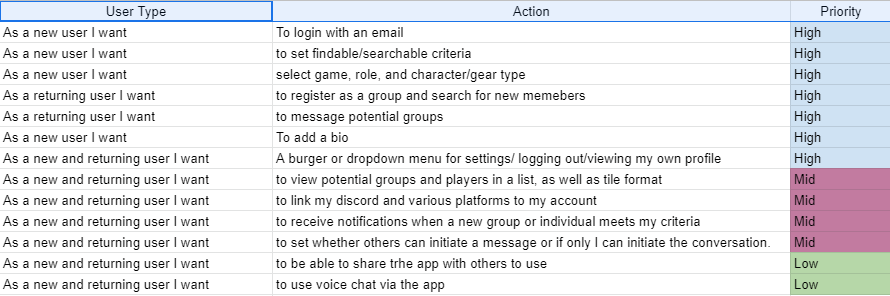 User Type Action Priority
As a new user I want To login with an email High
As a new user I want to set findable/searchable criteria High
As a new user I want select game, role, and character/gear type High
As a returning user I want to register as a group and search for new memebers High
As a returning user I want to message potential groups High
As a new user I want To add a bio High
As a new and returning user I want A burger or dropdown menu for settings/ logging out/viewing my own profile High
As a new and returning user I want to view potential groups and players in a list, as well as tile format Mid
As a new and returning user I want to link my discord and various platforms to my account Mid
As a new and returning user I want to receive notifications when a new group or individual meets my criteria Mid
As a new and returning user I want to set whether others can initiate a message or if only I can initiate the conversation. Mid
As a new and returning user I want to be able to share trhe app with others to use Low
As a new and returning user I want to use voice chat via the app Low